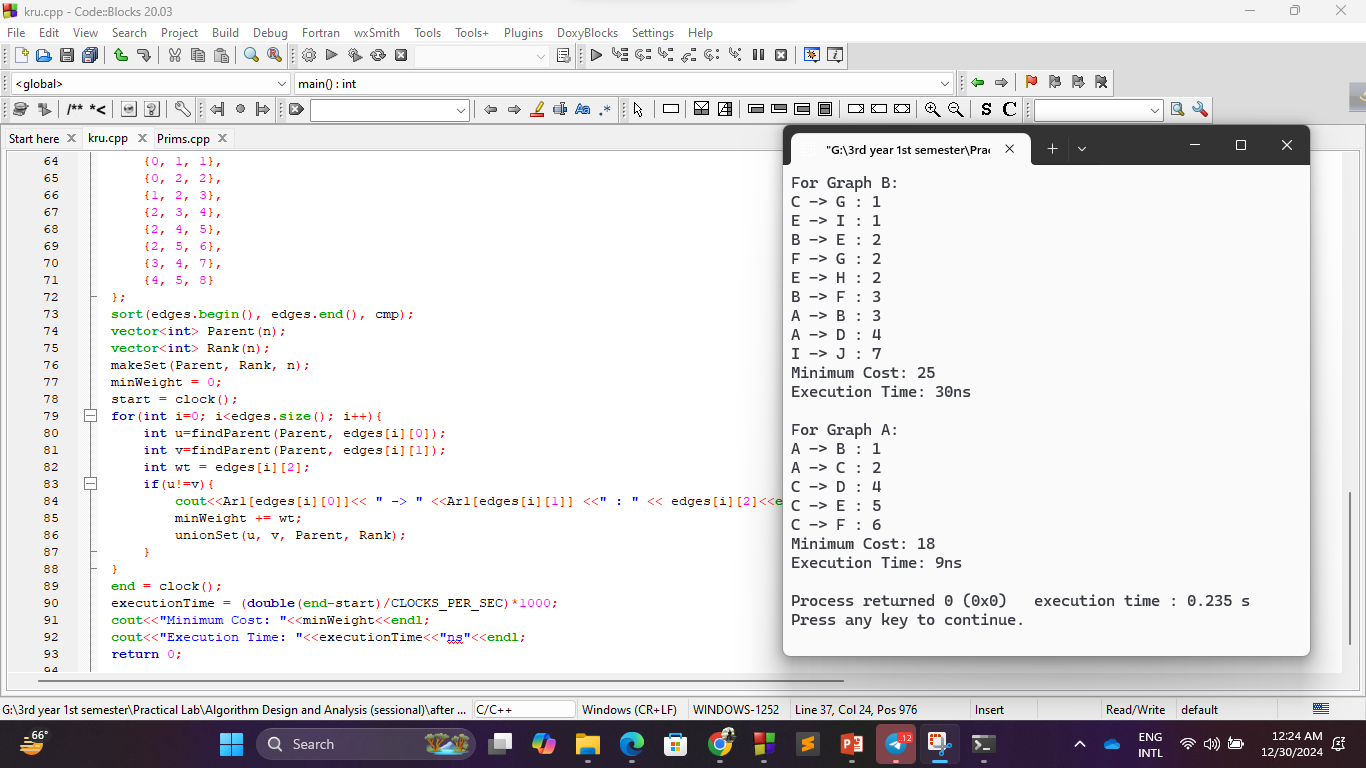 kru.cpp - Code::Blocks 20.03
File Edit View Search Project Build Debug Fortran wxSmith Tools Tools+ Plugins DoxyBlocks Settings Help
<global> main() : int
/** *<
S C
Start here kru.cpp Prims.cpp
64 {0, 1, 1},
65 {0, 2, 2},
66 {1, 2, 3},
67 {2, 3, 4},
68 {2, 4, 5},
69 {2, 5, 6},
70 {3, 4, 7},
71 {4, 5, 8}
72 };
73 sort(edges.begin(), edges.end(), cmp);
74 vector<int> Parent(n);
75 vector<int> Rank(n);
76 makeSet(Parent, Rank, n);
77 minWeight = 0;
78 start = clock();
79 for(int i=0; i<edges.size(); i++){
80 int u=findParent(Parent, edges[i][0]);
81 int v=findParent(Parent, edges[i][1]);
82 int wt = edges[i][2];
83 if(u!=v){
84 cout<<Ar1[edges[i][0]]<< " -> " <<Ar1[edges[i][1]] <<" : " << edges[i][2]<<e
85 minWeight += wt;
86 unionSet(u, v, Parent, Rank);
87 }
88 }
89 end = clock();
90 executionTime = (double(end-start)/CLOCKS_PER_SEC)*1000;
91 cout<<"Minimum Cost: "<<minWeight<<endl;
92 cout<<"Execution Time: "<<executionTime<<"ns"<<endl;
93 return 0;
94
"G:\3rd year 1st semester\Prac
For Graph B:
C -> G : 1
E -> I : 1
B -> E : 2
F -> G : 2
E -> H : 2
B -> F : 3
A -> B : 3
A -> D : 4
I -> J : 7
Minimum Cost: 25
Execution Time: 30ns
For Graph A:
A -> B : 1
A -> C : 2
C -> D : 4
C -> E : 5
C -> F : 6
Minimum Cost: 18
Execution Time: 9ns
Process returned 0 (0x0) execution time : 0.235 s
Press any key to continue.
G:\3rd year 1st semester\Practical Lab\Algorithm Design and Analysis (sessional)\after ... C/C++ Windows (CR+LF) WINDOWS-1252 Line 37, Col 24, Pos 976 Insert Read/Write default
66° Search 12 ENG 12:24 AM
INTL 12/30/2024